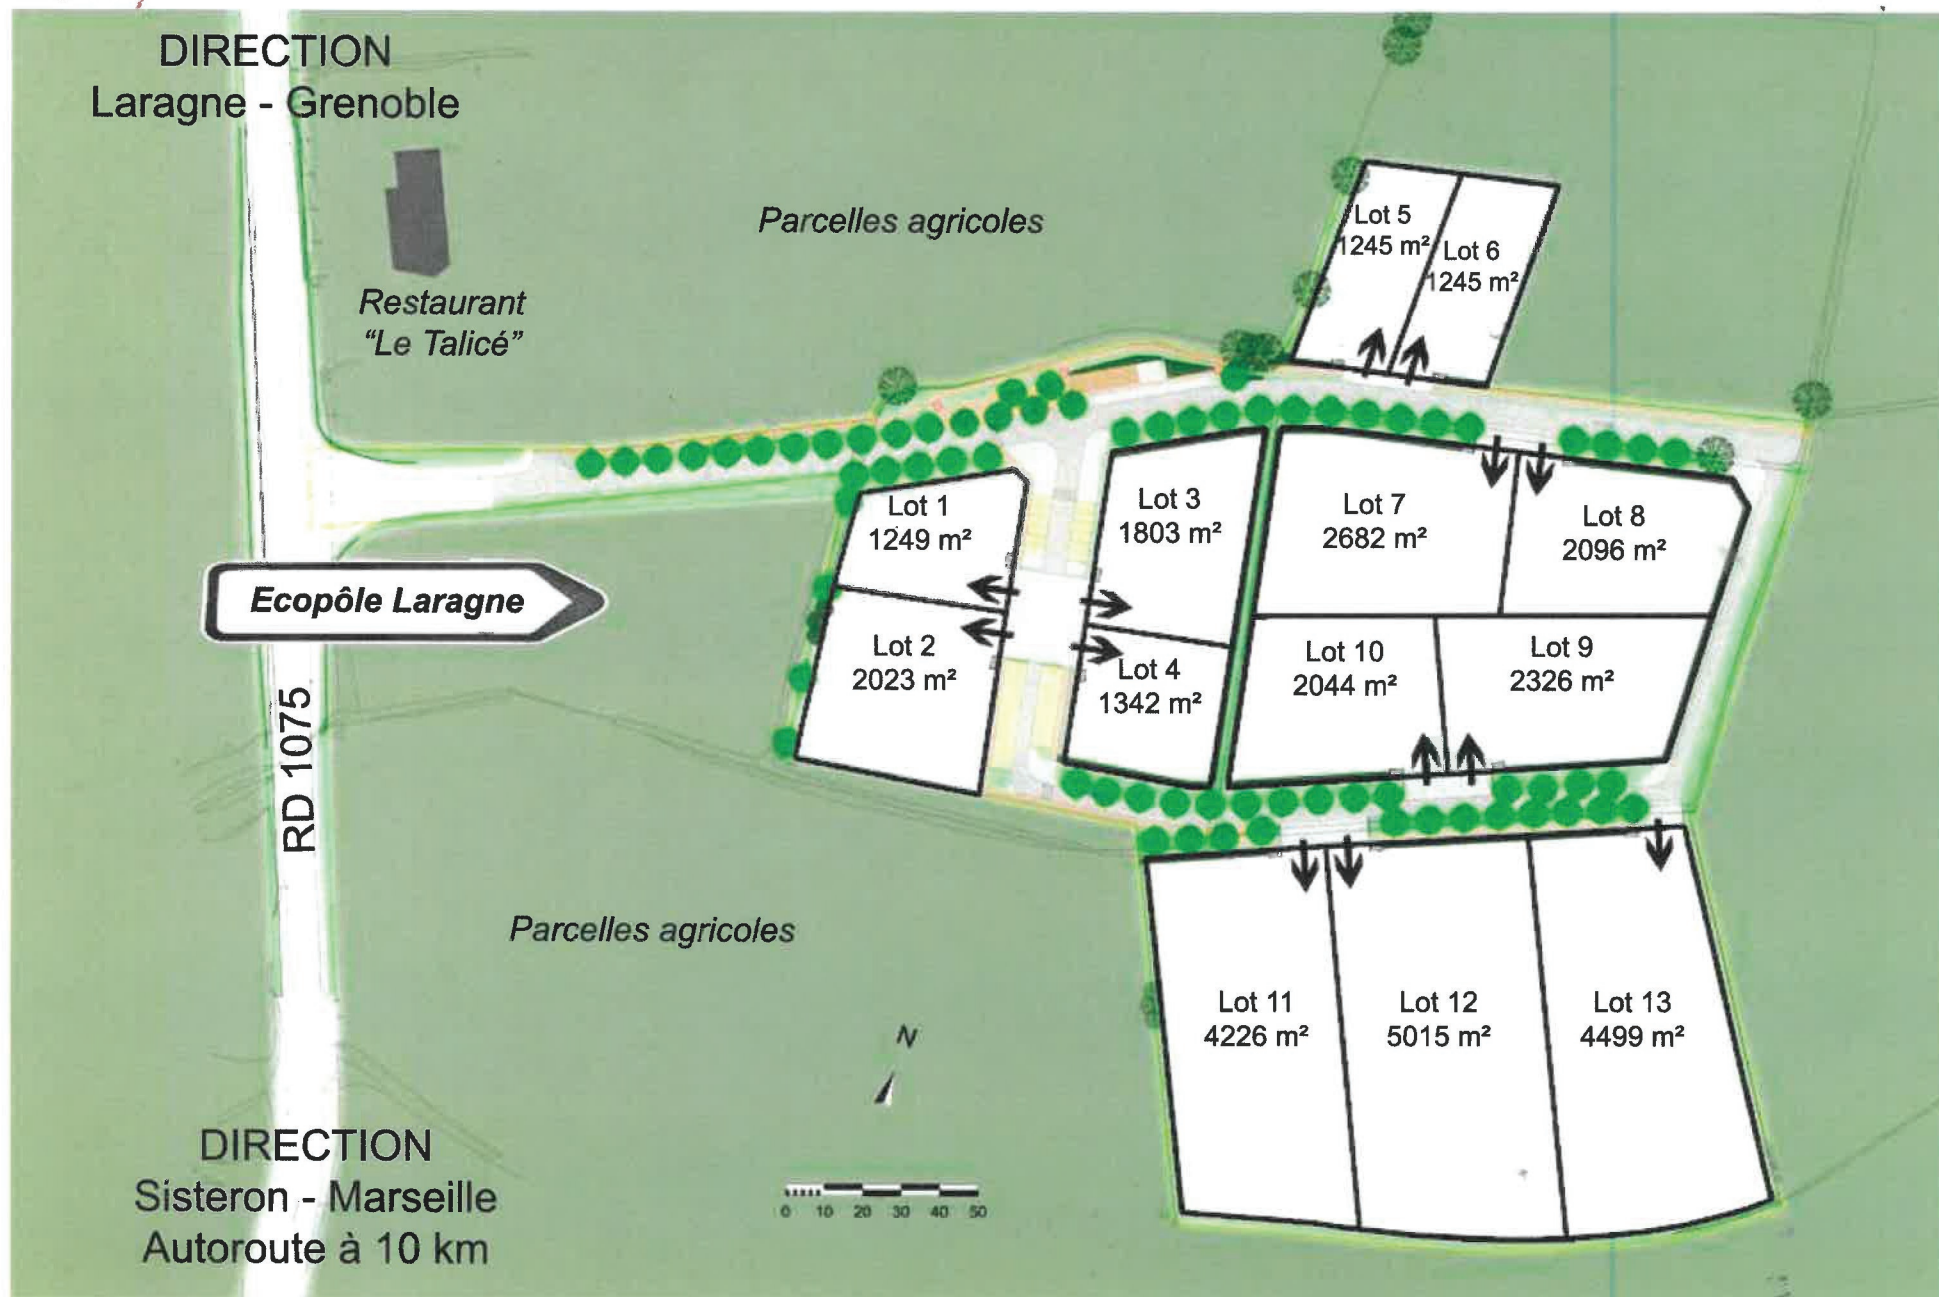 DIRECTION
Laragne - Grenoble
Restaurant
“Le Talicé”
Parcelles agricoles
Lot 5
1245 m²
Lot 6
1245 m²
Lot 1
1249 m²
Lot 3
1803 m²
Lot 7
2682 m²
Lot 8
2096 m²
Ecopôle Laragne
Lot 2
2023 m²
Lot 4
1342 m²
Lot 10
2044 m²
Lot 9
2326 m²
RD 1075
Parcelles agricoles
Lot 11
4226 m²
Lot 12
5015 m²
Lot 13
4499 m²
N
0 10 20 30 40 50
DIRECTION
Sisteron - Marseille
Autoroute à 10 km